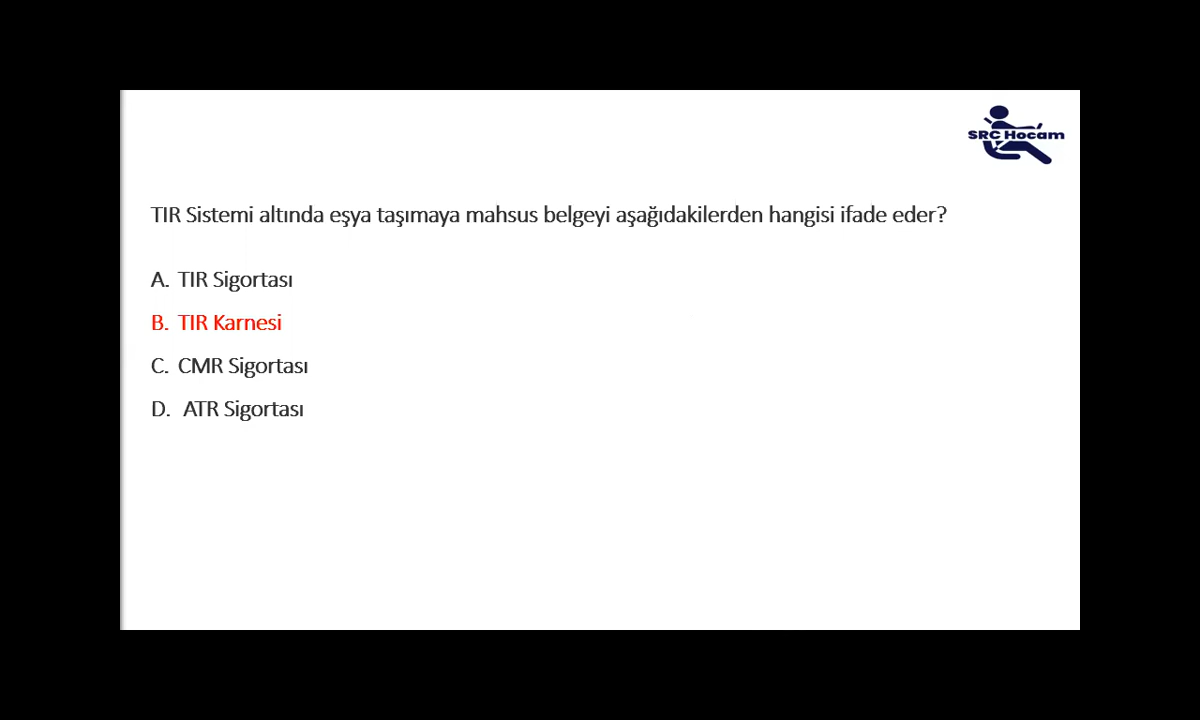 SRC Hocam
TIR Sistemi altında eşya taşımaya mahsus belgeyi aşağıdakilerden hangisi ifade eder?
A. TIR Sigortası
B. TIR Karnesi
C. CMR Sigortası
D. ATR Sigortası